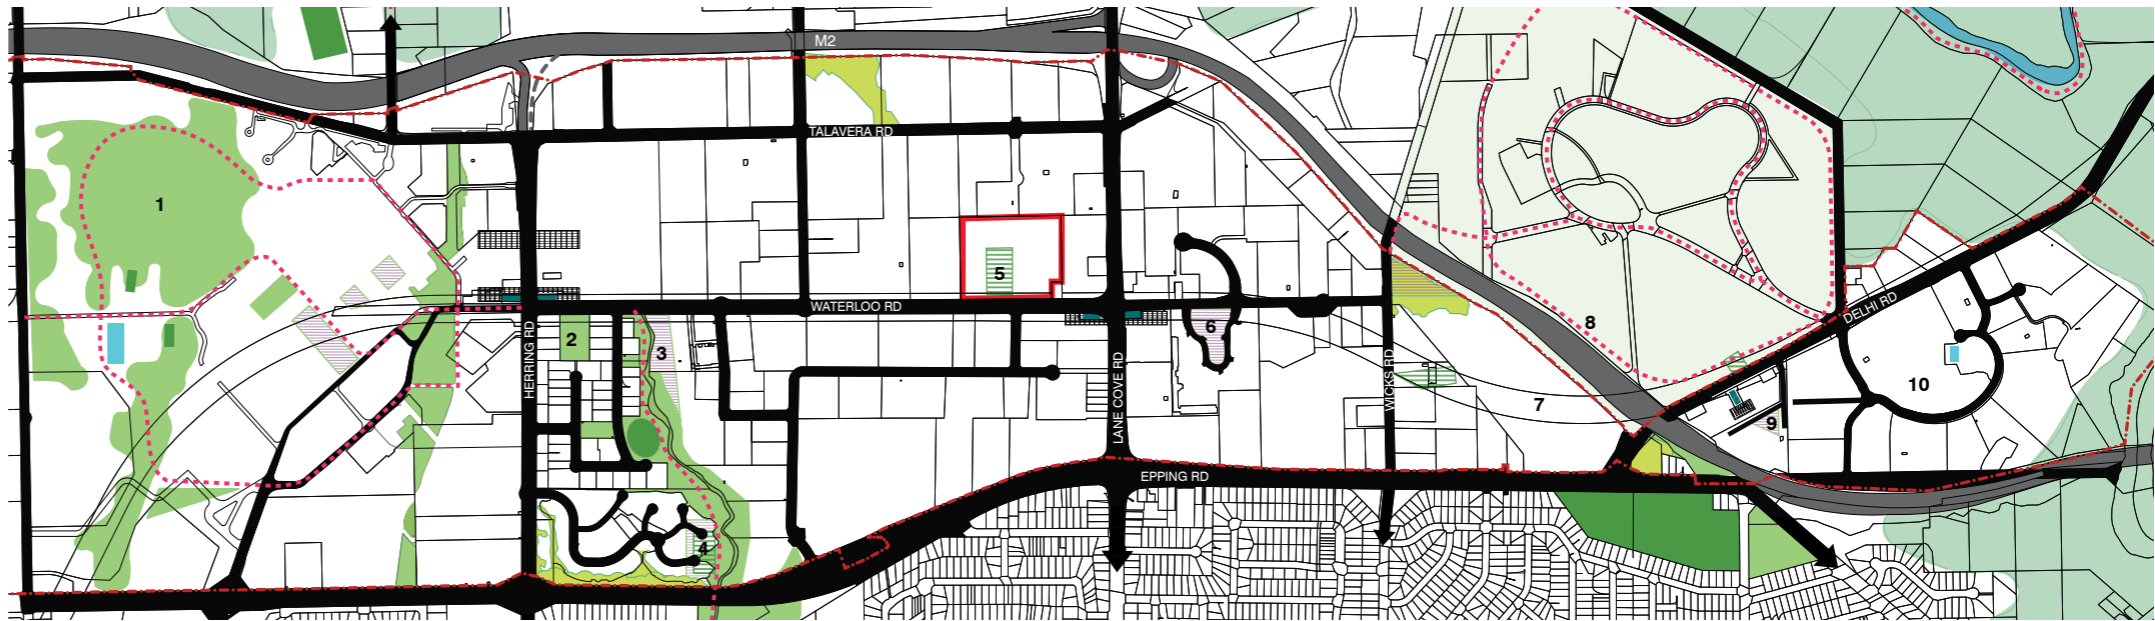 M2
TALAVERA RD
1
5
WATERLOO RD
8
DELHI RD
6
2
3
HERRING RD
LANE COVE RD
WICKS RD
7
10
9
EPPING RD
4